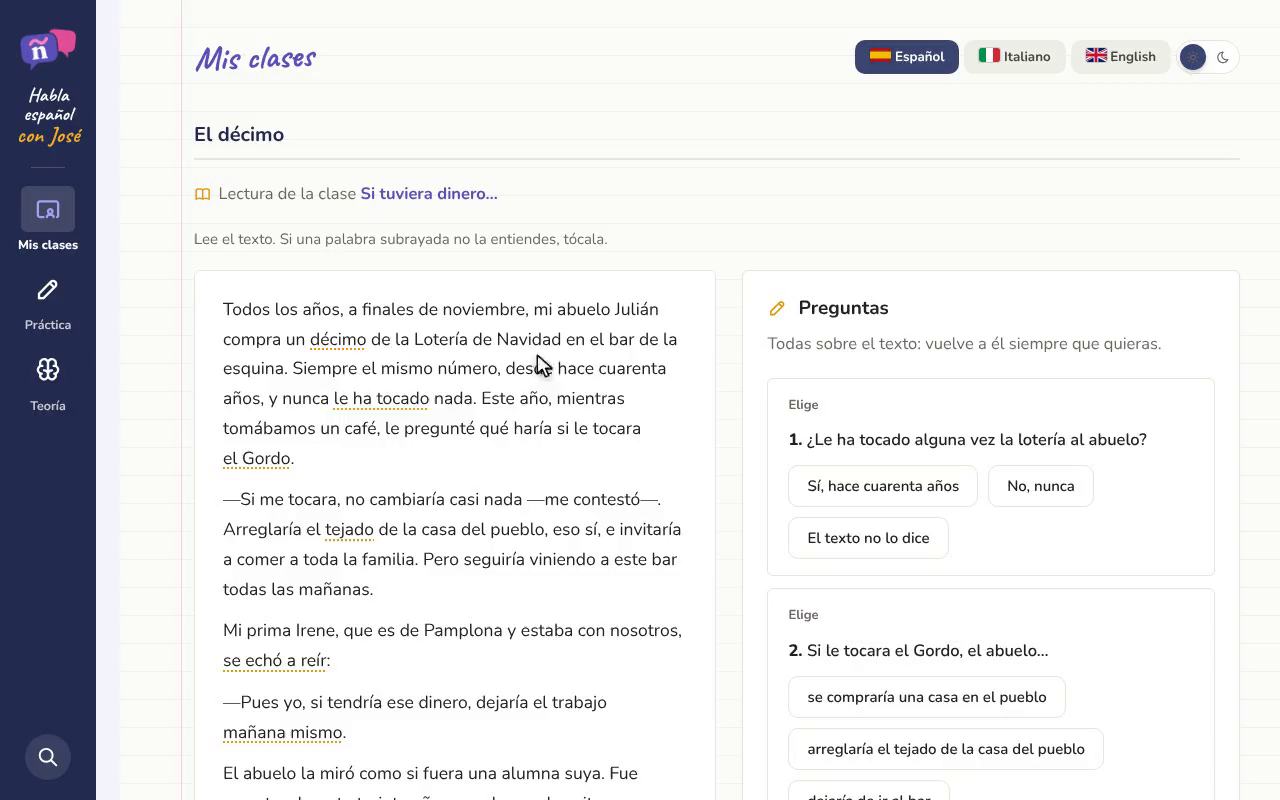 Habla
español
con José
Mis clases
Práctica
Teoría
Mis clases
Español
Italiano
English
El décimo
Lectura de la clase Si tuviera dinero...
Lee el texto. Si una palabra subrayada no la entiendes, tócala.
Todos los años, a finales de noviembre, mi abuelo Julián
compra un décimo de la Lotería de Navidad en el bar de la
esquina. Siempre el mismo número, desde hace cuarenta
años, y nunca le ha tocado nada. Este año, mientras
tomábamos un café, le pregunté qué haría si le tocara
el Gordo.
—Si me tocara, no cambiaría casi nada —me contestó—.
Arreglaría el tejado de la casa del pueblo, eso sí, e invitaría
a comer a toda la familia. Pero seguiría viniendo a este bar
todas las mañanas.
Mi prima Irene, que es de Pamplona y estaba con nosotros,
se echó a reír:
—Pues yo, si tendría ese dinero, dejaría el trabajo
mañana mismo.
El abuelo la miró como si fuera una alumna suya. Fue
Preguntas
Todas sobre el texto: vuelve a él siempre que quieras.
Elige
1. ¿Le ha tocado alguna vez la lotería al abuelo?
Sí, hace cuarenta años
No, nunca
El texto no lo dice
Elige
2. Si le tocara el Gordo, el abuelo...
se compraría una casa en el pueblo
arreglaría el tejado de la casa del pueblo
dejaría de ir al bar